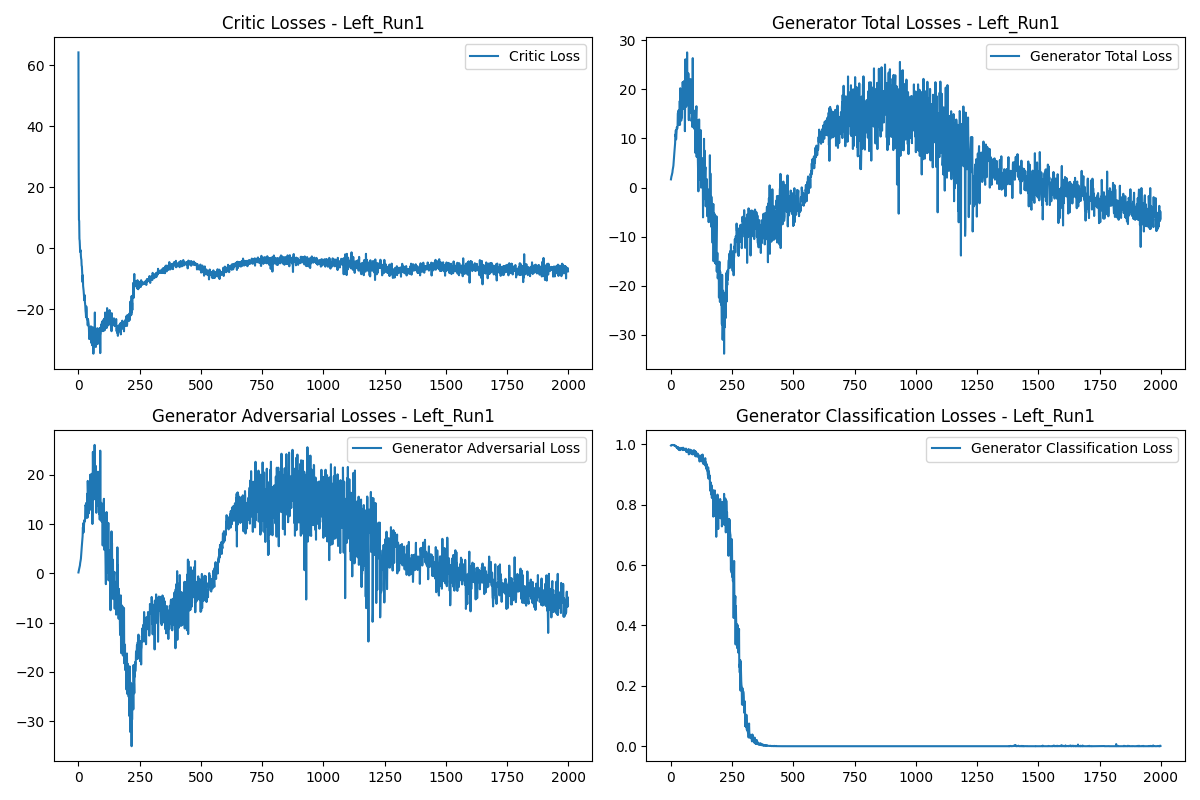 Critic Losses - Left_Run1
Critic Loss
60
40
20
0
−20
0 250 500 750 1000 1250 1500 1750 2000
Generator Total Losses - Left_Run1
Generator Total Loss
30
20
10
0
−10
−20
−30
0 250 500 750 1000 1250 1500 1750 2000
Generator Adversarial Losses - Left_Run1
Generator Adversarial Loss
20
10
0
−10
−20
−30
0 250 500 750 1000 1250 1500 1750 2000
Generator Classification Losses - Left_Run1
Generator Classification Loss
1.0
0.8
0.6
0.4
0.2
0.0
0 250 500 750 1000 1250 1500 1750 2000